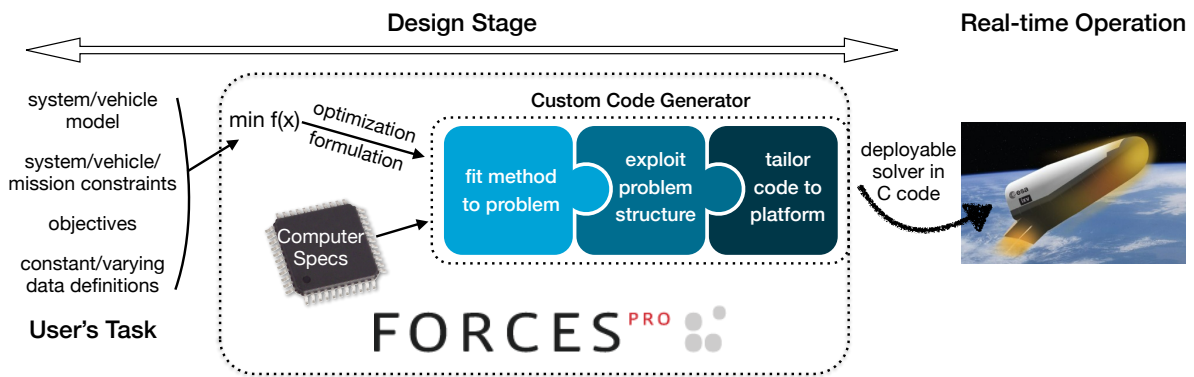 Design Stage
Real-time Operation
system/vehicle
model
system/vehicle/
mission constraints
objectives
constant/varying
data definitions
User's Task
min f(x)
optimization
formulation
Computer
Specs
Custom Code Generator
fit method
to problem
exploit
problem
structure
tailor
code to
platform
FORCES PRO
deployable
solver in
C code
esa